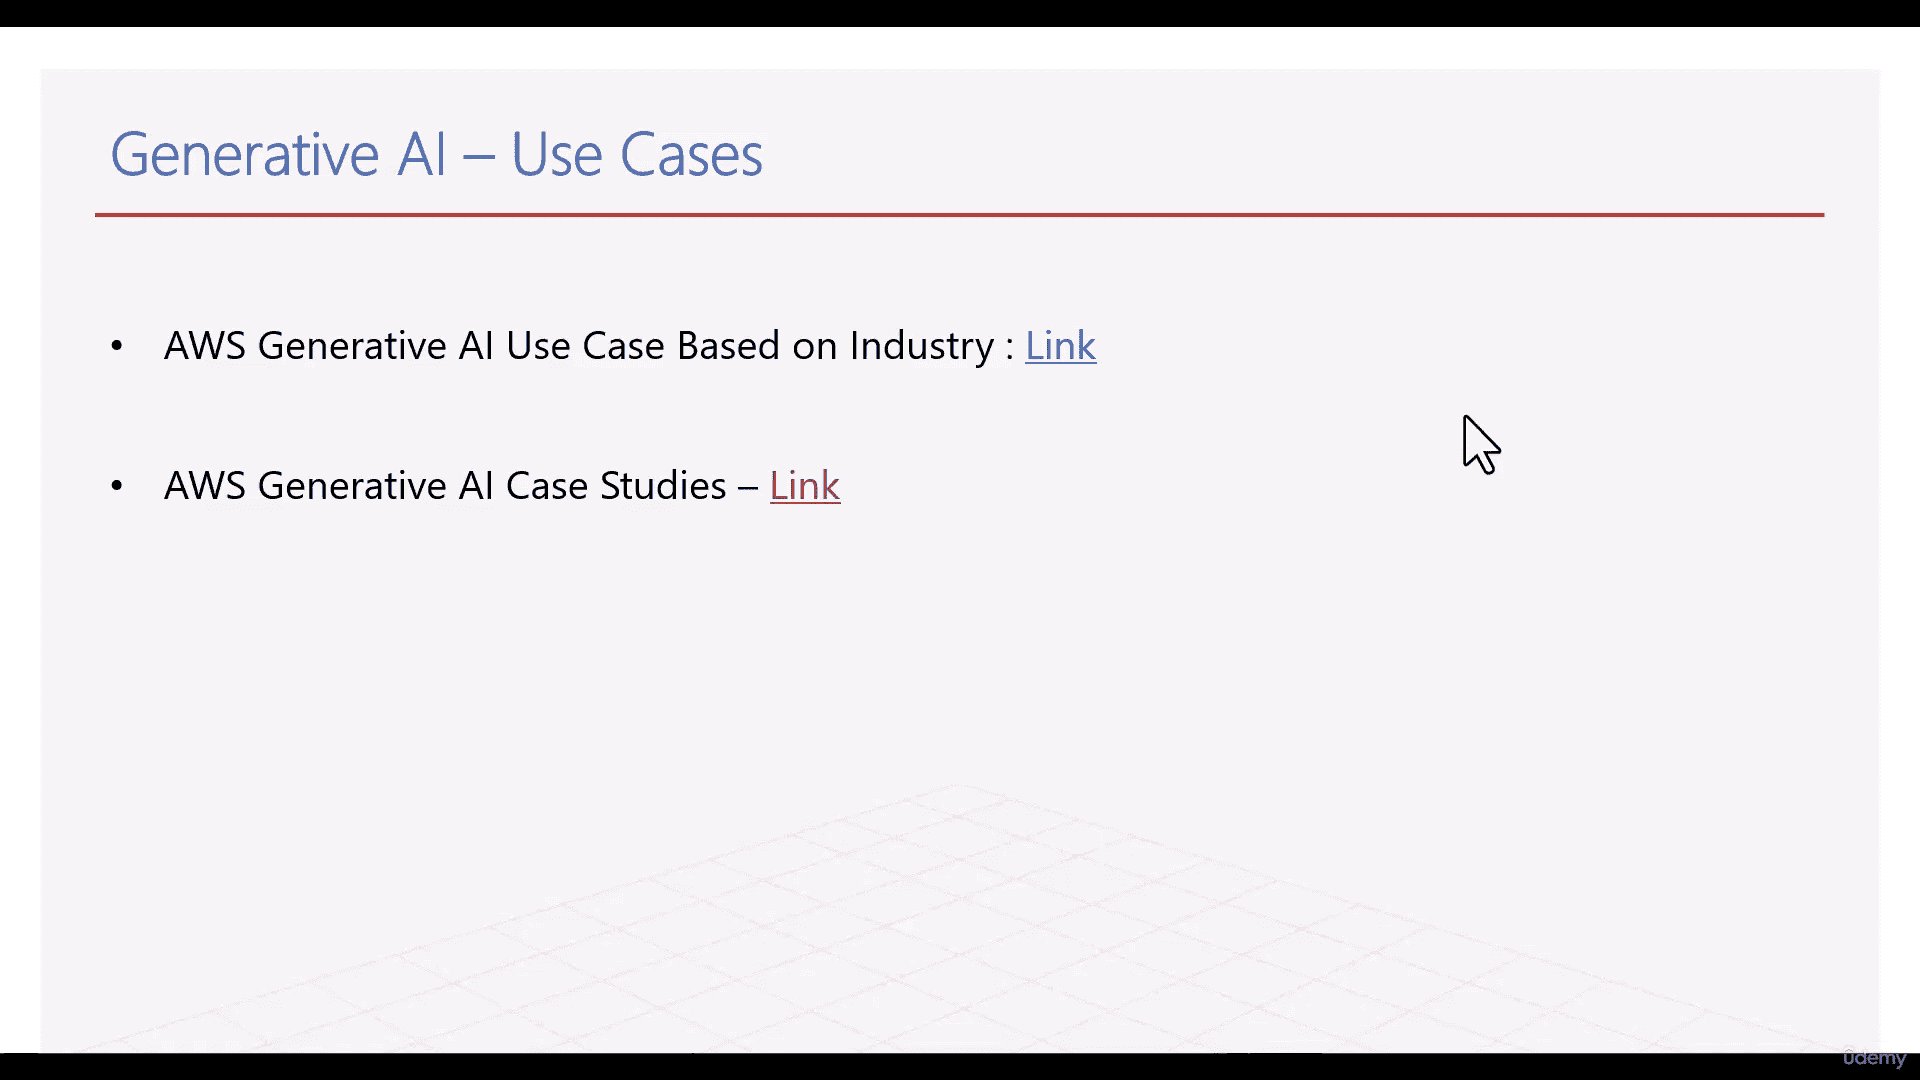 Generative AI – Use Cases
• AWS Generative AI Use Case Based on Industry : Link
• AWS Generative AI Case Studies – Link
ûdemy